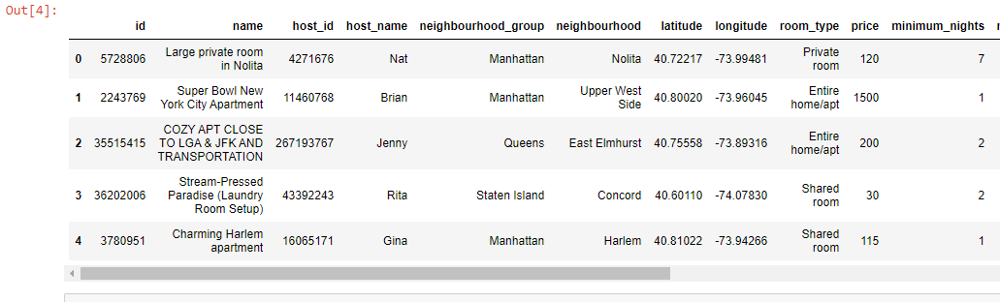 Out[4]:
id name host_id host_name neighbourhood_group neighbourhood latitude longitude room_type price minimum_nights
0 5728806 Large private room in Nolita 4271676 Nat Manhattan Nolita 40.72217 -73.99481 Private room 120 7
1 2243769 Super Bowl New York City Apartment 11460768 Brian Manhattan Upper West Side 40.80020 -73.96045 Entire home/apt 1500 1
2 35515415 COZY APT CLOSE TO LGA & JFK AND TRANSPORTATION 267193767 Jenny Queens East Elmhurst 40.75558 -73.89316 Entire home/apt 200 2
3 36202006 Stream-Pressed Paradise (Laundry Room Setup) 43392243 Rita Staten Island Concord 40.60110 -74.07830 Shared room 30 2
4 3780951 Charming Harlem apartment 16065171 Gina Manhattan Harlem 40.81022 -73.94266 Shared room 115 1